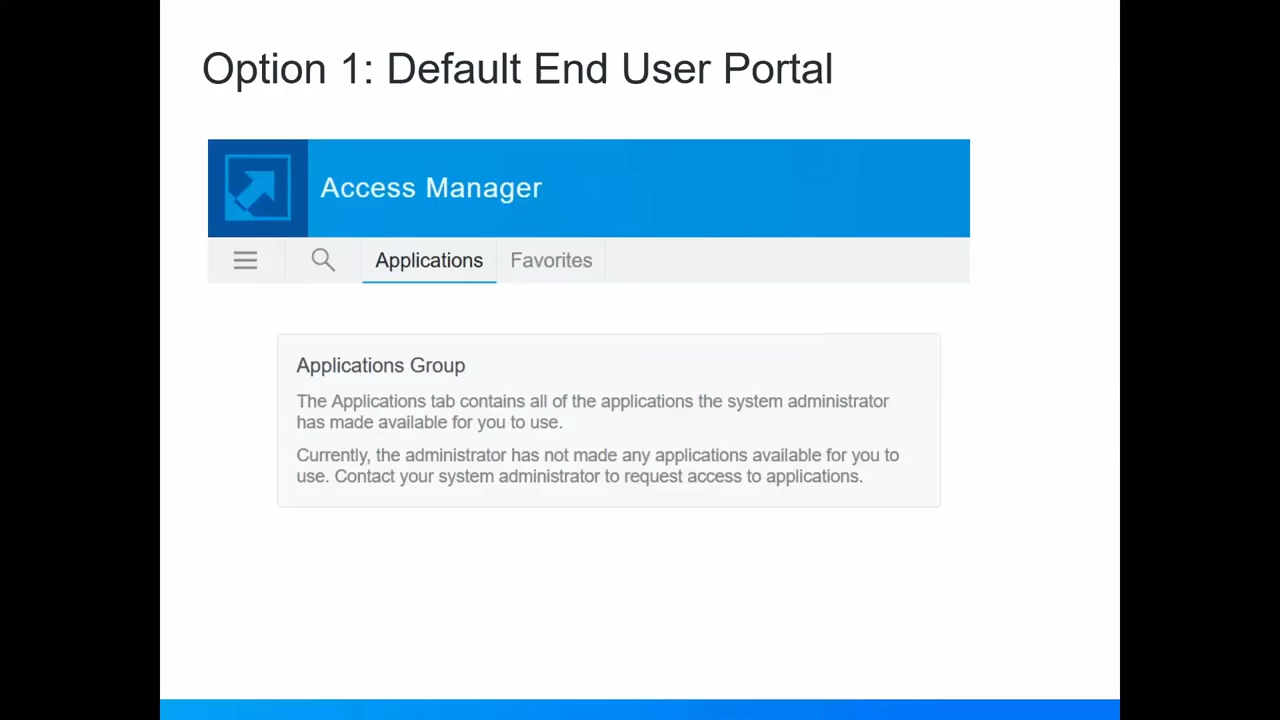 Option 1: Default End User Portal
Access Manager
Applications Favorites
Applications Group
The Applications tab contains all of the applications the system administrator
has made available for you to use.
Currently, the administrator has not made any applications available for you to
use. Contact your system administrator to request access to applications.